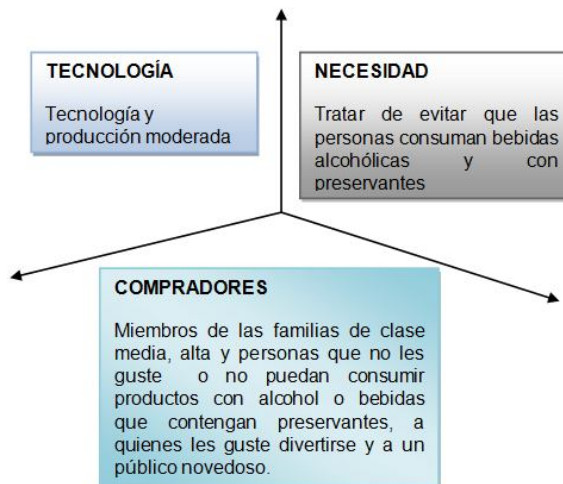 TECNOLOGÍA
Tecnología y
producción moderada
NECESIDAD
Tratar de evitar que las
personas consuman bebidas
alcohólicas y con
preservantes
COMPRADORES
Miembros de las familias de clase
media, alta y personas que no les
guste o no puedan consumir
productos con alcohol o bebidas
que contengan preservantes, a
quienes les guste divertirse y a un
público novedoso.